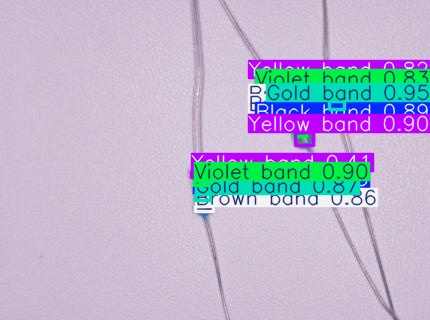 Yellow band 0.82
Violet band 0.83
Gold band 0.95
Black band 0.89
Yellow band 0.90
Yellow band 0.41
Violet band 0.90
Gold band 0.87
Brown band 0.86